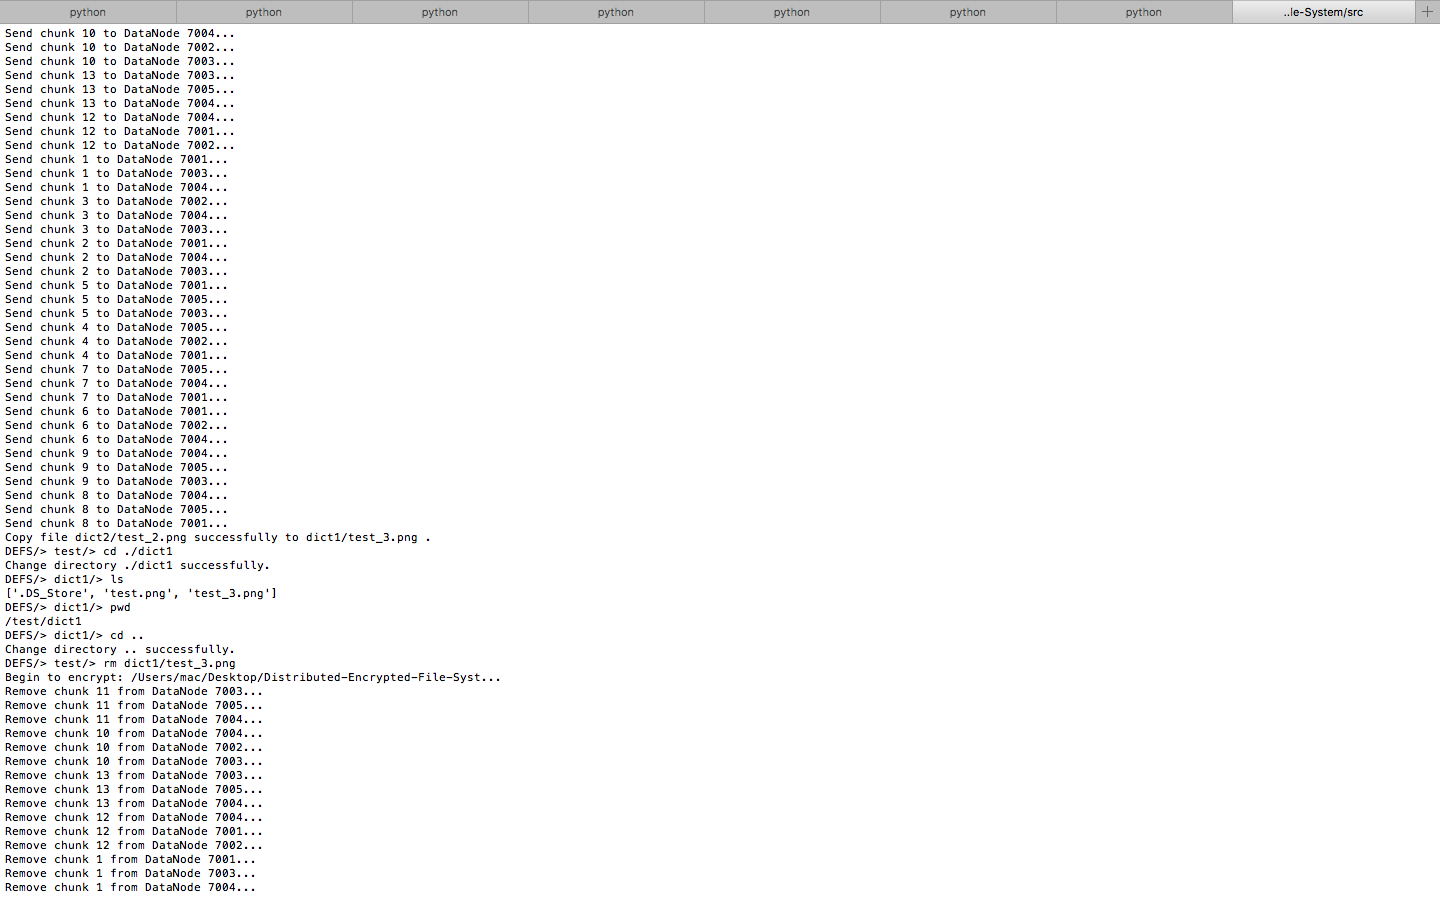 python python python python python python python ..le-System/src +
Send chunk 10 to DataNode 7004...
Send chunk 10 to DataNode 7002...
Send chunk 10 to DataNode 7003...
Send chunk 13 to DataNode 7003...
Send chunk 13 to DataNode 7005...
Send chunk 13 to DataNode 7004...
Send chunk 12 to DataNode 7004...
Send chunk 12 to DataNode 7001...
Send chunk 12 to DataNode 7002...
Send chunk 1 to DataNode 7001...
Send chunk 1 to DataNode 7003...
Send chunk 1 to DataNode 7004...
Send chunk 3 to DataNode 7002...
Send chunk 3 to DataNode 7004...
Send chunk 3 to DataNode 7003...
Send chunk 2 to DataNode 7001...
Send chunk 2 to DataNode 7004...
Send chunk 2 to DataNode 7003...
Send chunk 5 to DataNode 7001...
Send chunk 5 to DataNode 7005...
Send chunk 5 to DataNode 7003...
Send chunk 4 to DataNode 7005...
Send chunk 4 to DataNode 7002...
Send chunk 4 to DataNode 7001...
Send chunk 7 to DataNode 7005...
Send chunk 7 to DataNode 7004...
Send chunk 7 to DataNode 7001...
Send chunk 6 to DataNode 7001...
Send chunk 6 to DataNode 7002...
Send chunk 6 to DataNode 7004...
Send chunk 9 to DataNode 7004...
Send chunk 9 to DataNode 7005...
Send chunk 9 to DataNode 7003...
Send chunk 8 to DataNode 7004...
Send chunk 8 to DataNode 7005...
Send chunk 8 to DataNode 7001...
Copy file dict2/test_2.png successfully to dict1/test_3.png .
DEFS/> test/> cd ./dict1
Change directory ./dict1 successfully.
DEFS/> dict1/> ls
['.DS_Store', 'test.png', 'test_3.png']
DEFS/> dict1/> pwd
/test/dict1
DEFS/> dict1/> cd ..
Change directory .. successfully.
DEFS/> test/> rm dict1/test_3.png
Begin to encrypt: /Users/mac/Desktop/Distributed-Encrypted-File-Syst...
Remove chunk 11 from DataNode 7003...
Remove chunk 11 from DataNode 7005...
Remove chunk 11 from DataNode 7004...
Remove chunk 10 from DataNode 7004...
Remove chunk 10 from DataNode 7002...
Remove chunk 10 from DataNode 7003...
Remove chunk 13 from DataNode 7003...
Remove chunk 13 from DataNode 7005...
Remove chunk 13 from DataNode 7004...
Remove chunk 12 from DataNode 7004...
Remove chunk 12 from DataNode 7001...
Remove chunk 12 from DataNode 7002...
Remove chunk 1 from DataNode 7001...
Remove chunk 1 from DataNode 7003...
Remove chunk 1 from DataNode 7004...